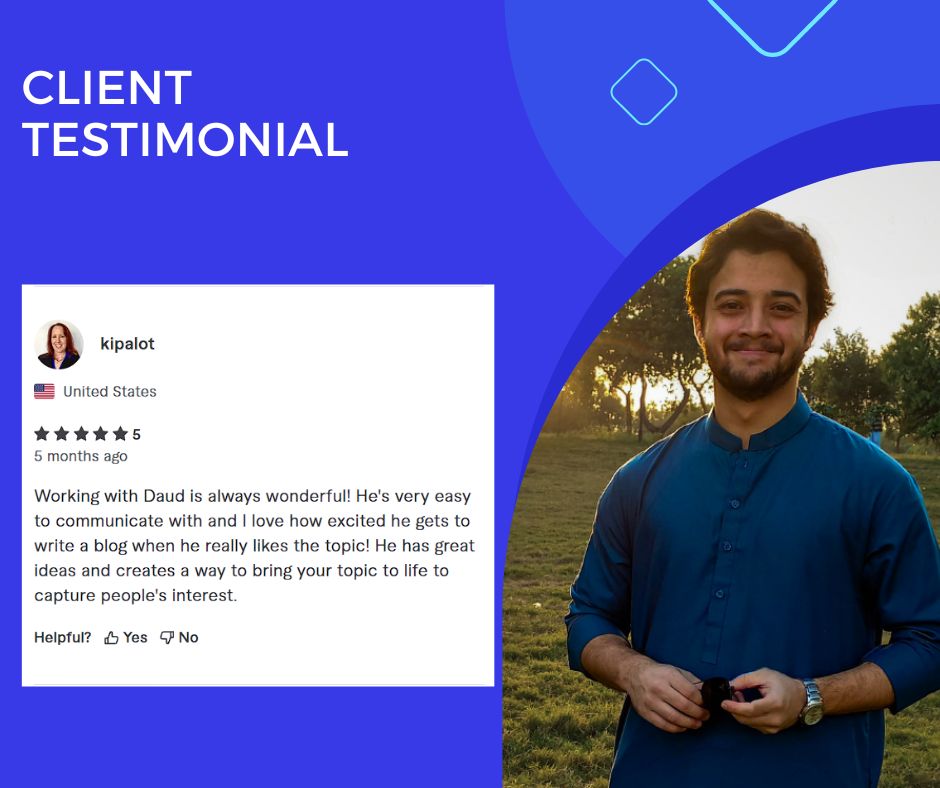 CLIENT
TESTIMONIAL
kipalot
United States
5
5 months ago
Working with Daud is always wonderful! He's very easy
to communicate with and I love how excited he gets to
write a blog when he really likes the topic! He has great
ideas and creates a way to bring your topic to life to
capture people's interest.
Helpful? Yes No